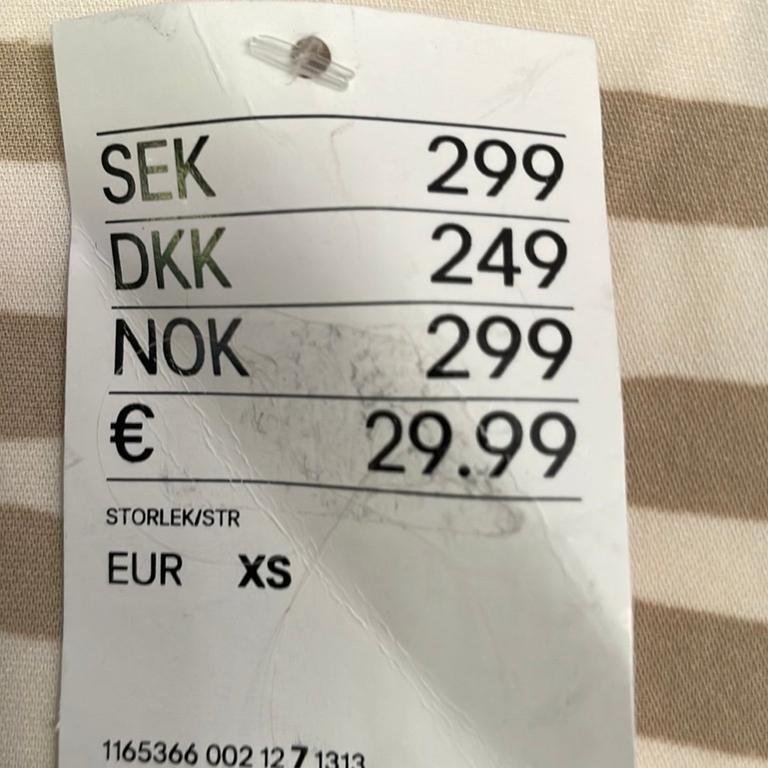 SEK 299
DKK 249
NOK 299
€ 29.99
STORLEK/STR
EUR XS
1165366 002 12 7 1313